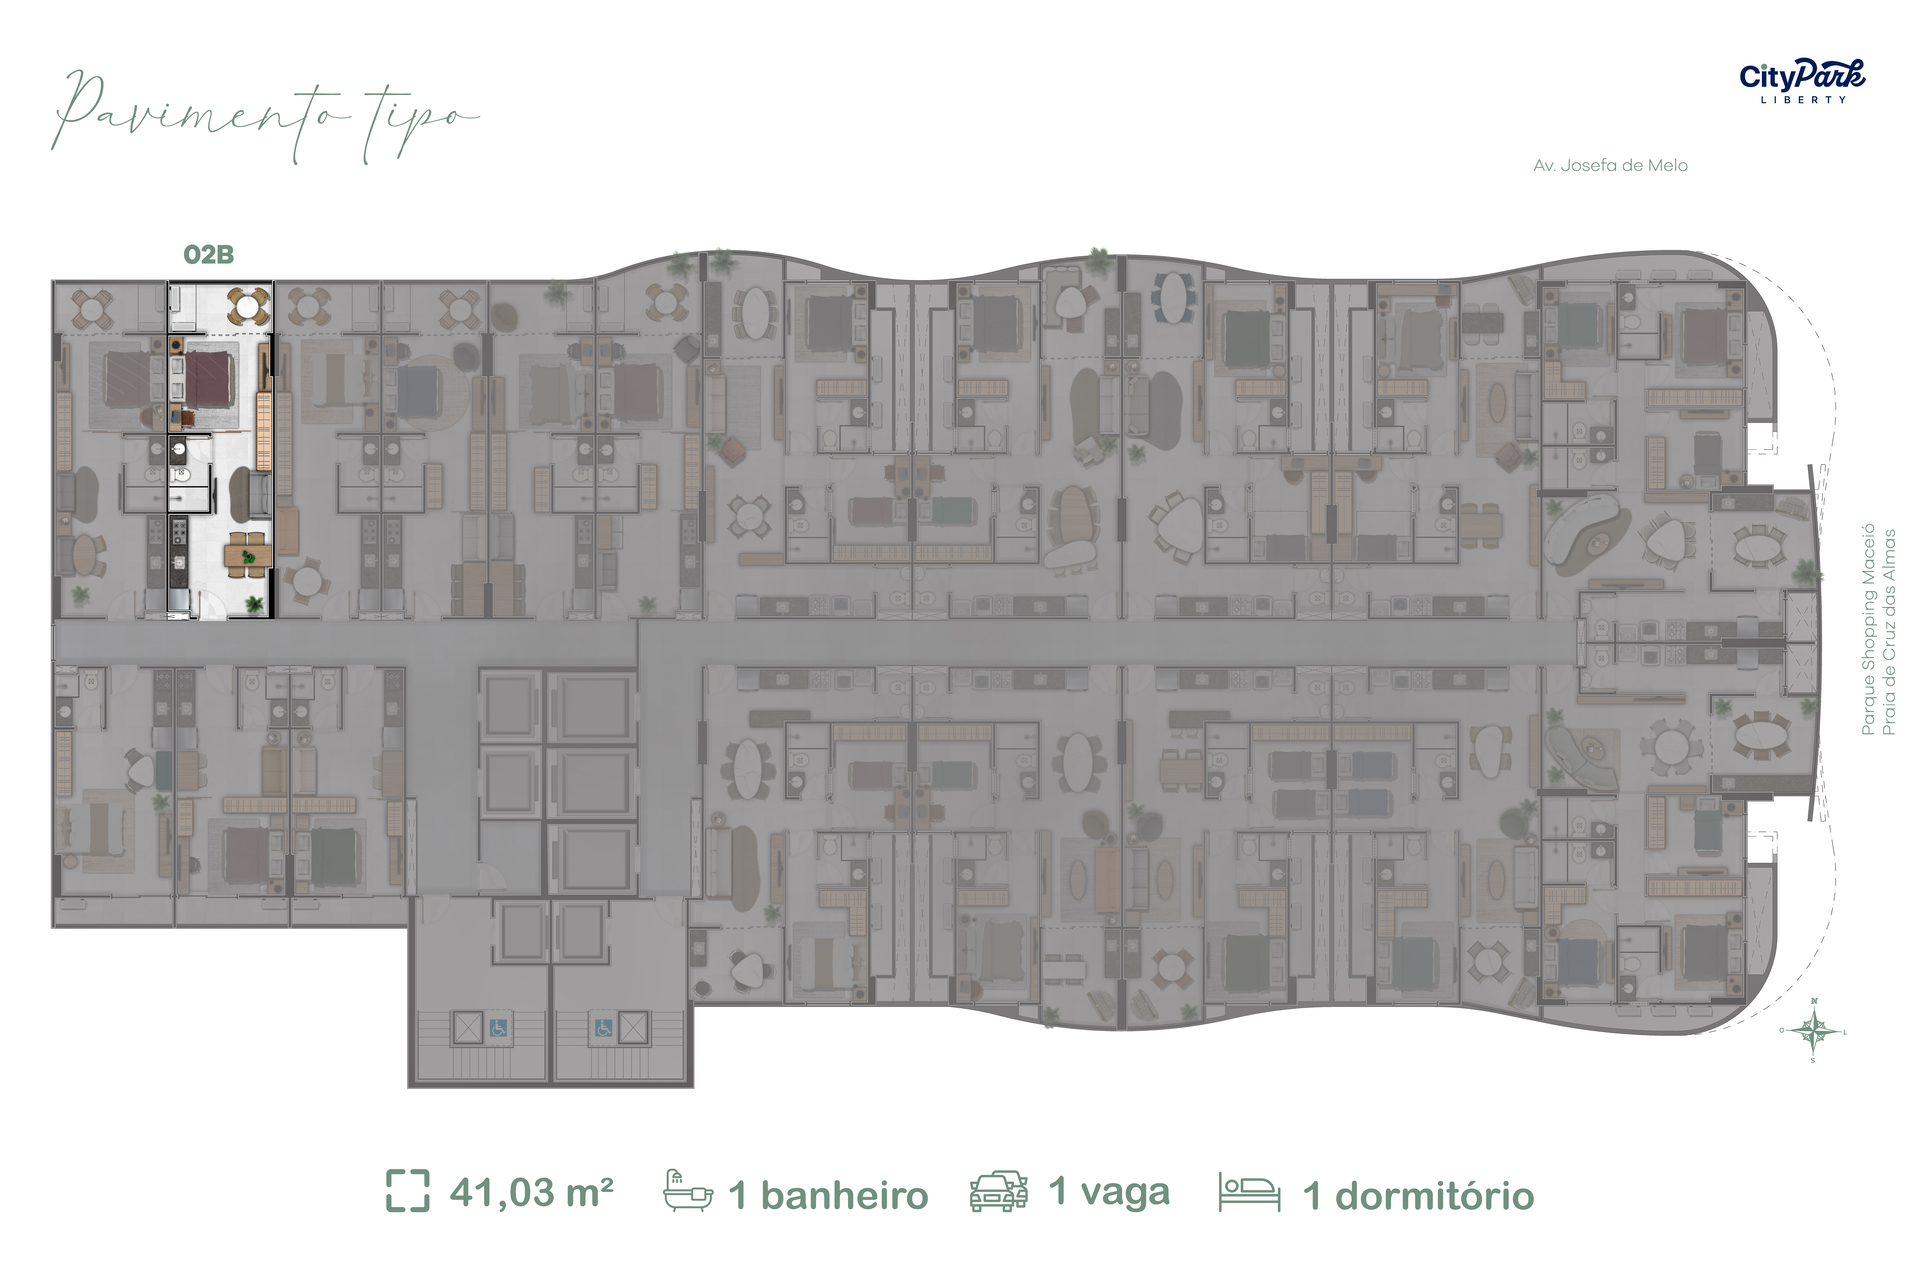 Pavimento tipo
CityPark
LIBERTY
Av. Josefa de Melo
02B
Parque Shopping Maceió
Praia de Cruz das Almas
N
O
L
S
41,03 m²
1 banheiro
1 vaga
1 dormitório